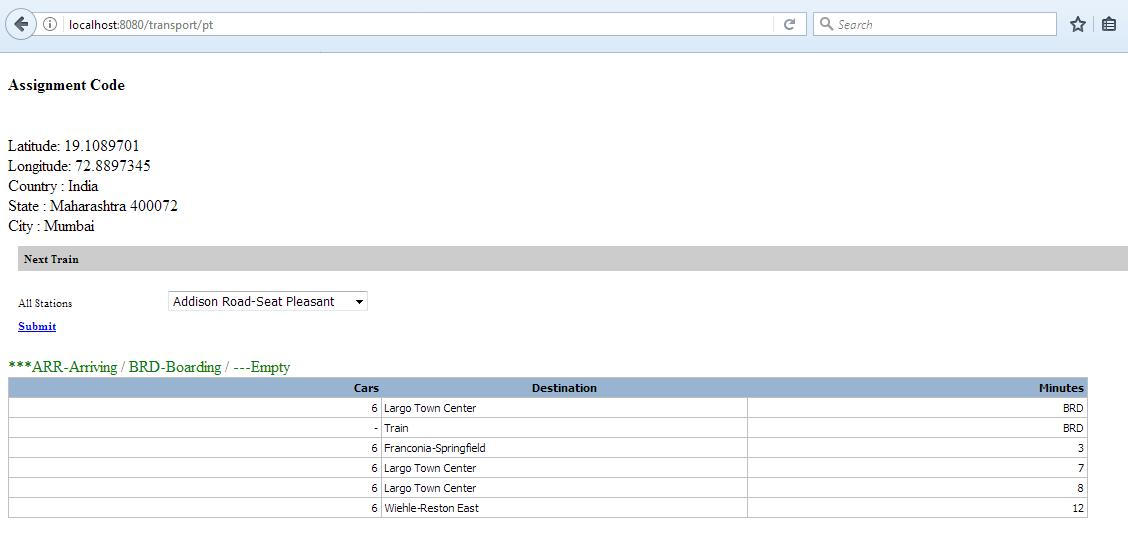 localhost:8080/transport/pt
Search
Assignment Code
Latitude: 19.1089701
Longitude: 72.8897345
Country : India
State : Maharashtra 400072
City : Mumbai
Next Train
All Stations Addison Road-Seat Pleasant
Submit
***ARR-Arriving / BRD-Boarding / ---Empty
Cars Destination Minutes
6 Largo Town Center BRD
- Train BRD
6 Franconia-Springfield 3
6 Largo Town Center 7
6 Largo Town Center 8
6 Wiehle-Reston East 12